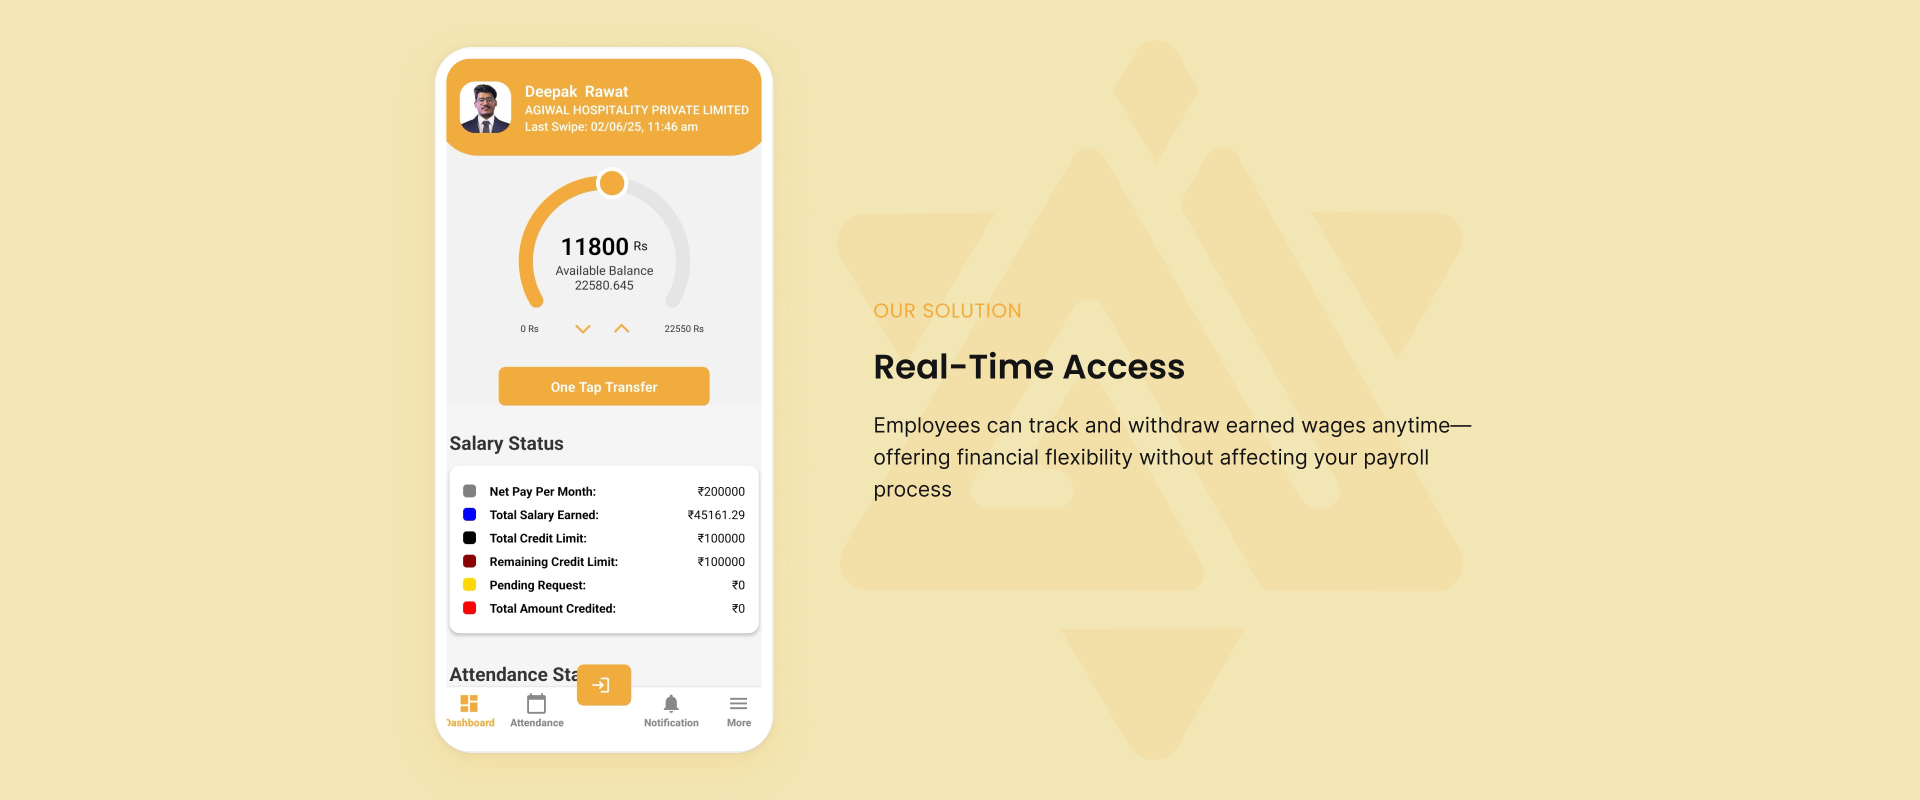 Deepak Rawat
AGIWAL HOSPITALITY PRIVATE LIMITED
Last Swipe: 02/06/25, 11:46 am
11800 Rs
Available Balance
22580.645
0 Rs
22550 Rs
One Tap Transfer
Salary Status
Net Pay Per Month: ₹200000
Total Salary Earned: ₹45161.29
Total Credit Limit: ₹100000
Remaining Credit Limit: ₹100000
Pending Request: ₹0
Total Amount Credited: ₹0
Attendance Sta
Dashboard
Attendance
Notification
More
OUR SOLUTION
Real-Time Access
Employees can track and withdraw earned wages anytime—
offering financial flexibility without affecting your payroll
process